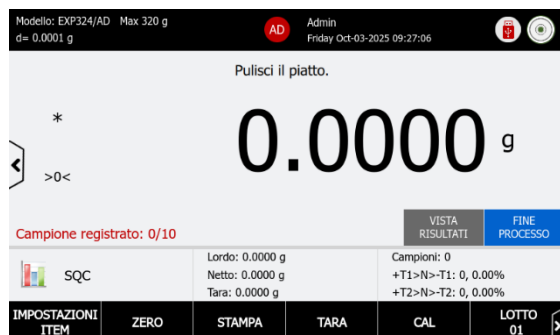 Modello: EXP324/AD Max 320 g
d= 0.0001 g
AD
Admin
Friday Oct-03-2025 09:27:06
Pulisci il piatto.
*
>0<
0.0000 g
Campione registrato: 0/10
VISTA
RISULTATI
FINE
PROCESSO
SQC
Lordo: 0.0000 g
Netto: 0.0000 g
Tara: 0.0000 g
Campioni: 0
+T1>N>-T1: 0, 0.00%
+T2>N>-T2: 0, 0.00%
IMPOSTAZIONI
ITEM
ZERO
STAMPA
TARA
CAL
LOTTO
01